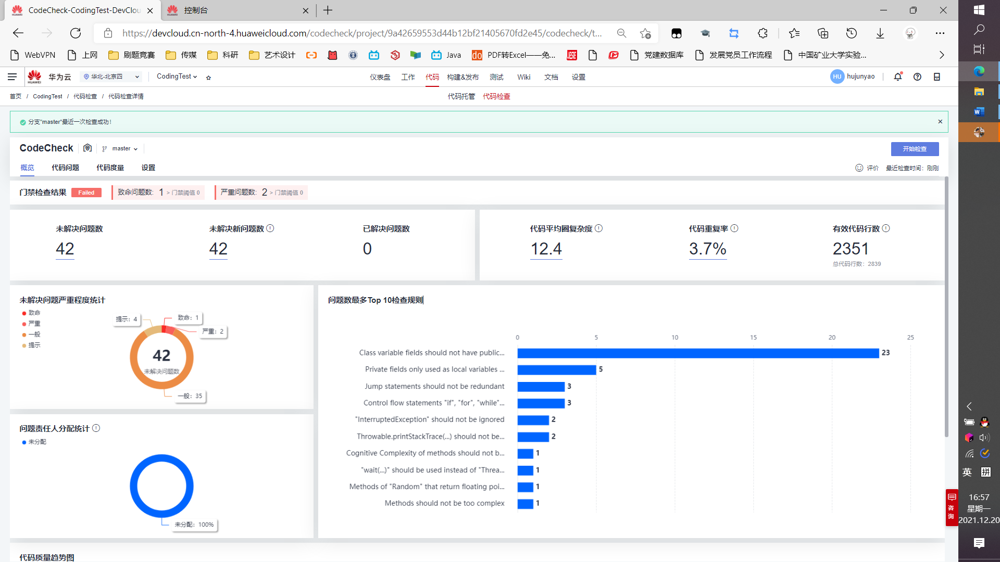 CodeCheck-CodingTest-DevClou
控制台
https://devcloud.cn-north-4.huaweicloud.com/codecheck/project/9a42659553d44b12bf21405670fd2e45/codecheck/t...
WebVPN
上网
刷题竞赛
传媒
科研
艺术设计
Java
PDF转Excel——免...
党建数据库
发展党员工作流程
中国矿业大学实验...
HUAWEI
华为云
华北-北京四
CodingTest
仪表盘
工作
代码
构建&发布
测试
Wiki
文档
设置
HU
hujunyao
首页 / CodingTest / 代码检查 / 代码检查详情
代码托管
代码检查
分支"master"最近一次检查成功!
CodeCheck
master
开始检查
概览
代码问题
代码度量
设置
评价
最近检查时间: 刚刚
门禁检查结果
Failed
致命问题数: 1 > 门禁阈值 0
严重问题数: 2 > 门禁阈值 0
未解决问题数
42
未解决新问题数
42
已解决问题数
0
代码平均圈复杂度
12.4
代码重复率
3.7%
有效代码行数
2351
总代码行数: 2839
未解决问题严重程度统计
致命
严重
一般
提示
提示: 4
致命: 1
严重: 2
42
未解决问题数
一般: 35
问题责任人分配统计
未分配
未分配: 100%
问题数最多Top 10检查规则
0 5 10 15 20 25
Class variable fields should not have public... 23
Private fields only used as local variables ... 5
Jump statements should not be redundant 3
Control flow statements "if", "for", "while"... 3
"InterruptedException" should not be ignored 2
Throwable.printStackTrace(...) should not be... 2
Cognitive Complexity of methods should not b... 1
"wait(...)" should be used instead of "Threa... 1
Methods of "Random" that return floating poi... 1
Methods should not be too complex 1
代码质量趋势图
咨询
英
拼
16:57
星期一
2021.12.20